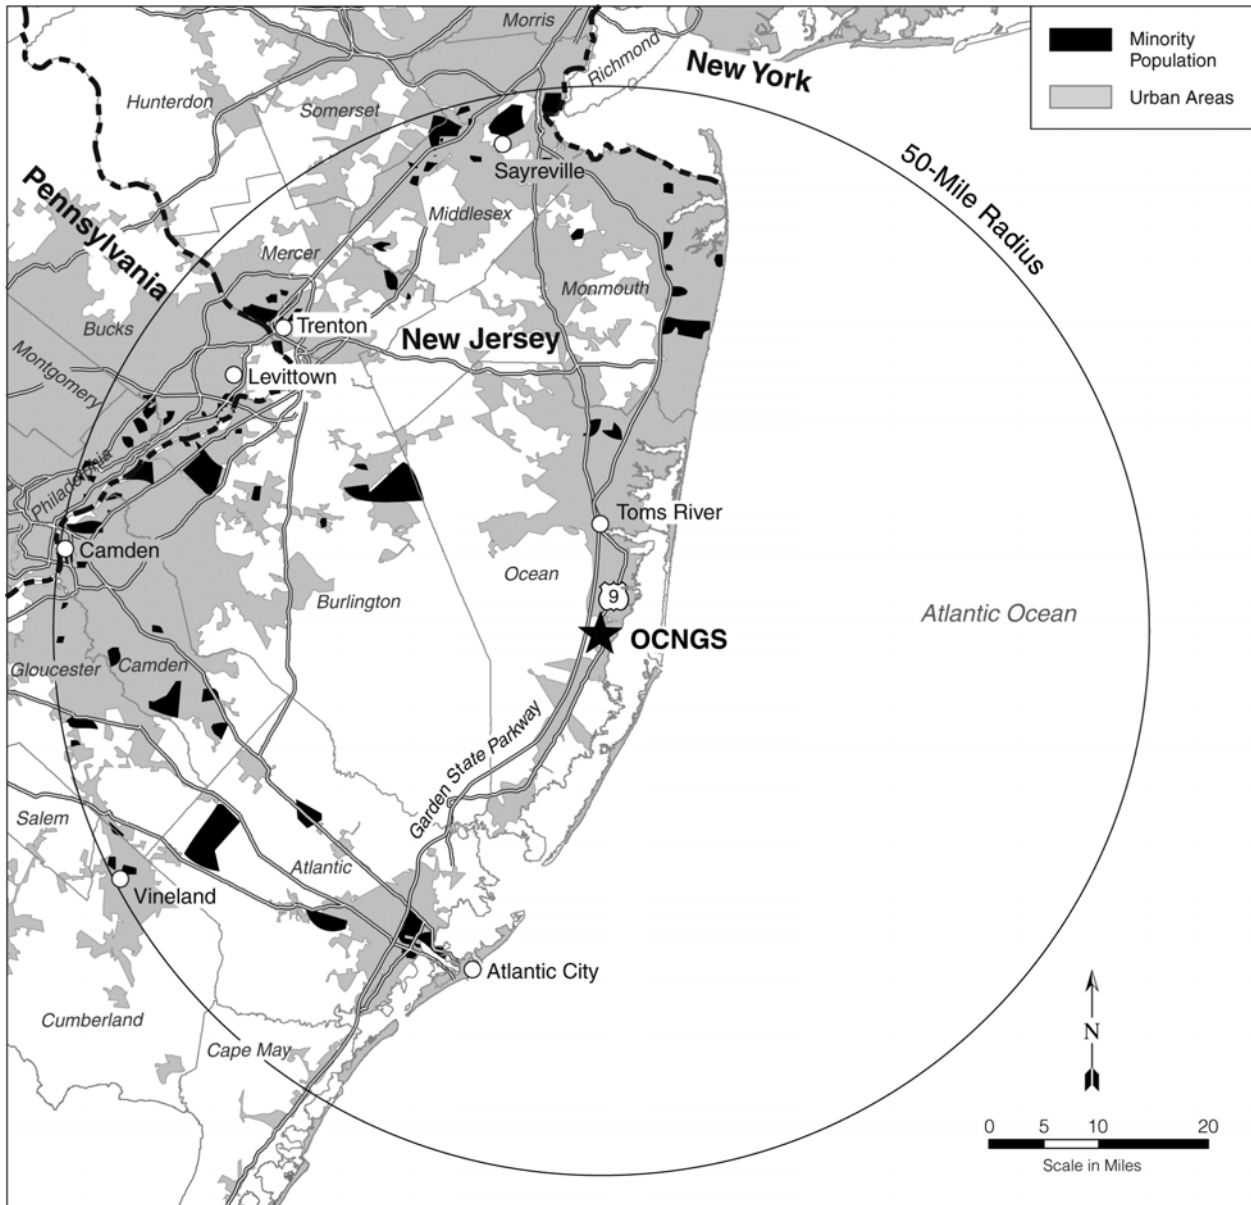 Morris
Richmond
New York
Minority
Population
Urban Areas
Hunterdon
Somerset
50-Mile Radius
Sayreville
Pennsylvania
Middlesex
Mercer
Monmouth
Bucks
Trenton
New Jersey
Montgomery
Levittown
Philadelphia
Toms River
Camden
Ocean
Burlington
9
Atlantic Ocean
OCNGS
Gloucester
Camden
Garden State Parkway
Salem
Atlantic
Vineland
Atlantic City
Cumberland
Cape May
N
0 5 10 20
Scale in Miles